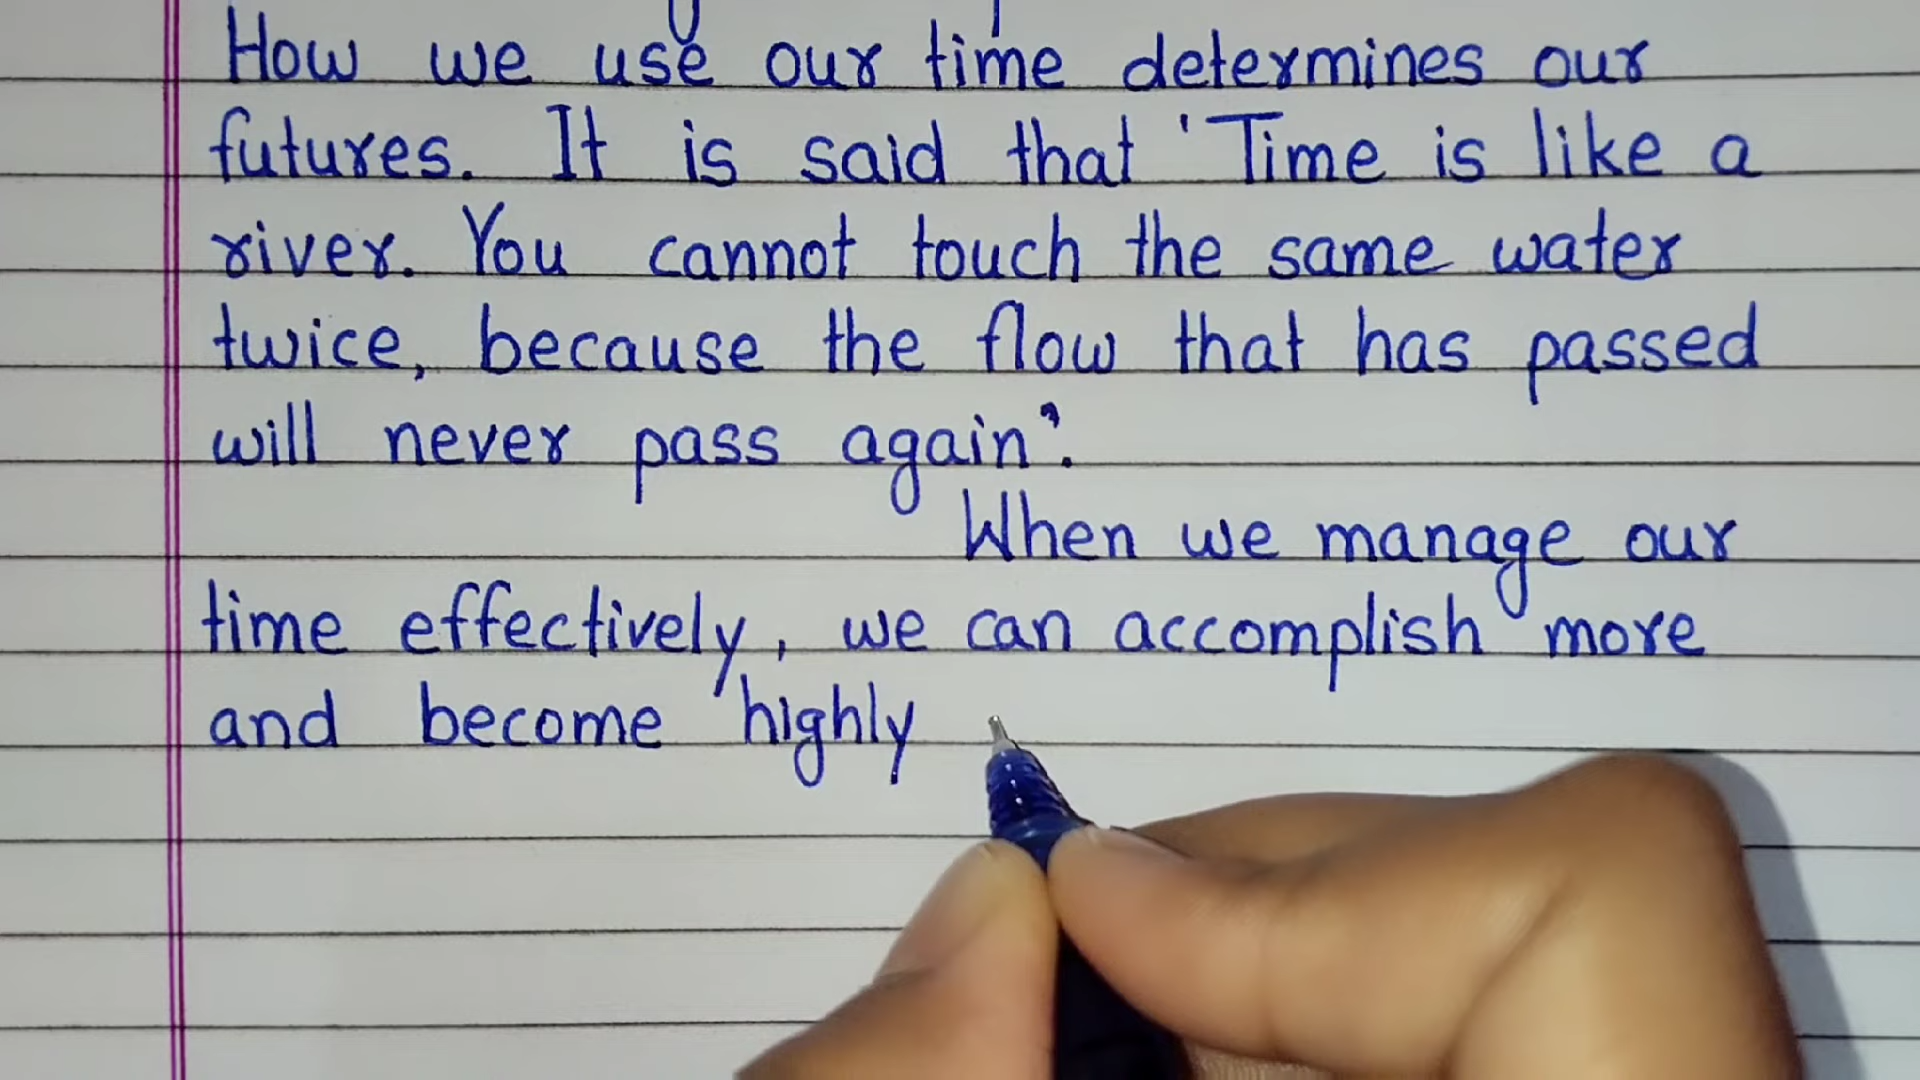 How we use our time determines our
futures. It is said that 'Time is like a
river. You cannot touch the same water
twice, because the flow that has passed
will never pass again'.
When we manage our
time effectively, we can accomplish more
and become highly